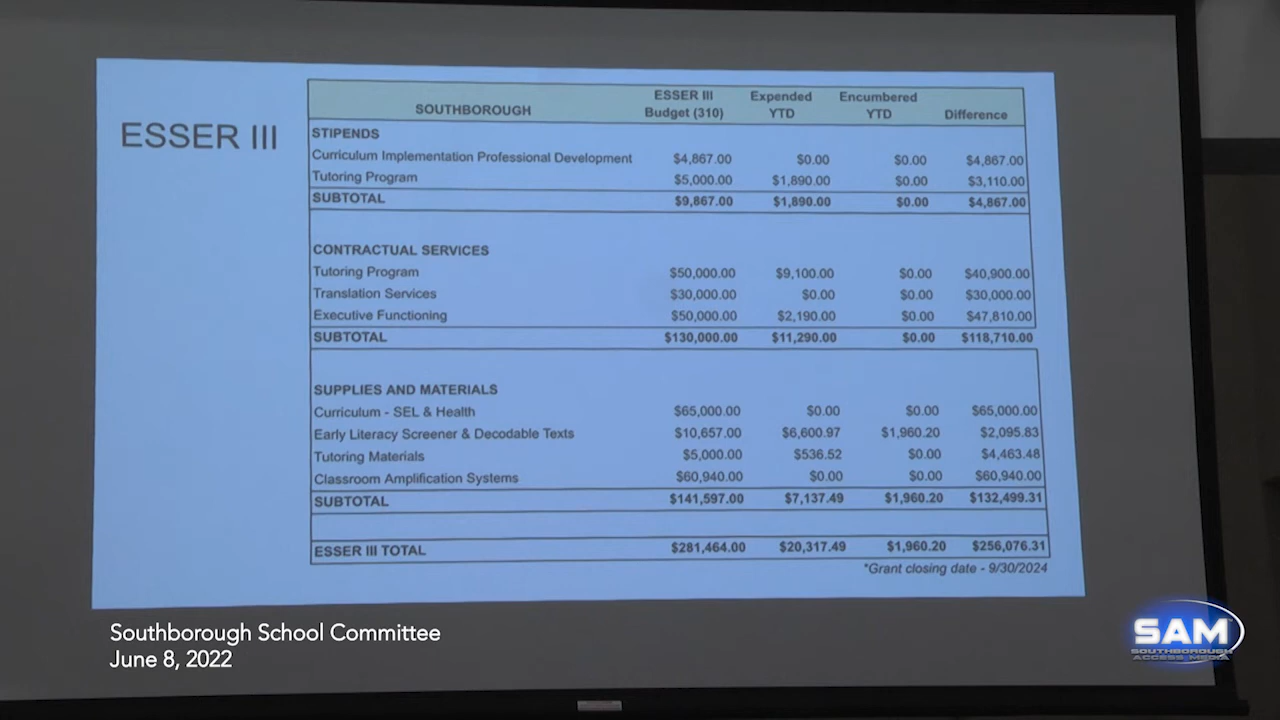 ESSER III
SOUTHBOROUGH ESSER III Budget (310) Expended YTD Encumbered YTD Difference
STIPENDS
Curriculum Implementation Professional Development $4,867.00 $0.00 $0.00 $4,867.00
Tutoring Program $5,000.00 $1,890.00 $0.00 $3,110.00
SUBTOTAL $9,867.00 $1,890.00 $0.00 $4,867.00
CONTRACTUAL SERVICES
Tutoring Program $50,000.00 $9,100.00 $0.00 $40,900.00
Translation Services $30,000.00 $0.00 $0.00 $30,000.00
Executive Functioning $50,000.00 $2,190.00 $0.00 $47,810.00
SUBTOTAL $130,000.00 $11,290.00 $0.00 $118,710.00
SUPPLIES AND MATERIALS
Curriculum - SEL & Health $65,000.00 $0.00 $0.00 $65,000.00
Early Literacy Screener & Decodable Texts $10,657.00 $6,600.97 $1,960.20 $2,095.83
Tutoring Materials $5,000.00 $536.52 $0.00 $4,463.48
Classroom Amplification Systems $60,940.00 $0.00 $0.00 $60,940.00
SUBTOTAL $141,597.00 $7,137.49 $1,960.20 $132,499.31
ESSER III TOTAL $281,464.00 $20,317.49 $1,960.20 $256,076.31
*Grant closing date - 9/30/2024
Southborough School Committee
June 8, 2022
SAM
SOUTHBOROUGH
ACCESS MEDIA